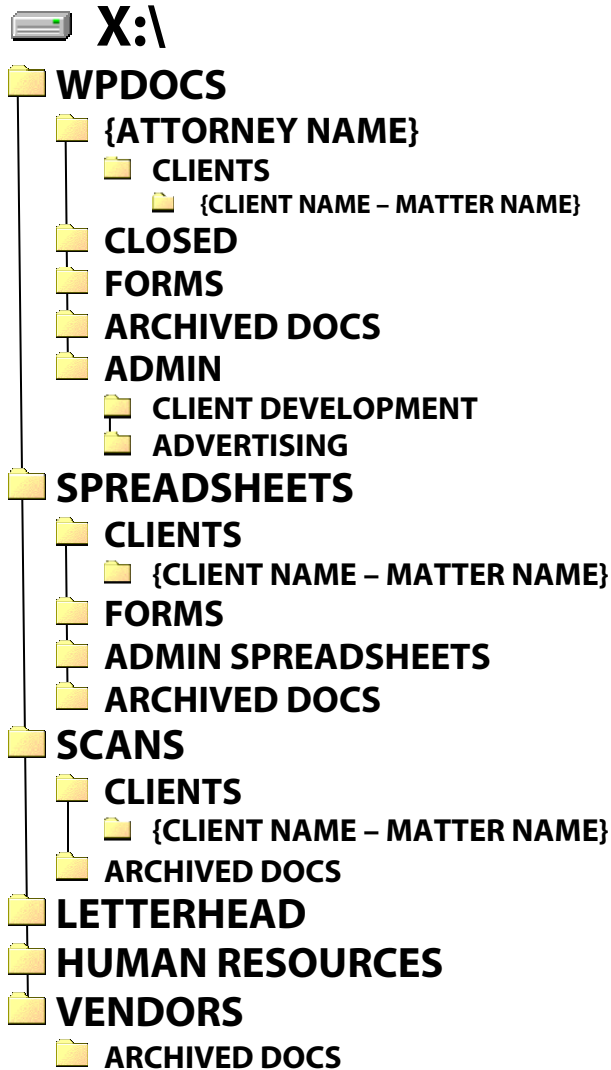 X:\
WPDOCS
{ATTORNEY NAME}
CLIENTS
{CLIENT NAME – MATTER NAME}
CLOSED
FORMS
ARCHIVED DOCS
ADMIN
CLIENT DEVELOPMENT
ADVERTISING
SPREADSHEETS
CLIENTS
{CLIENT NAME – MATTER NAME}
FORMS
ADMIN SPREADSHEETS
ARCHIVED DOCS
SCANS
CLIENTS
{CLIENT NAME – MATTER NAME}
ARCHIVED DOCS
LETTERHEAD
HUMAN RESOURCES
VENDORS
ARCHIVED DOCS